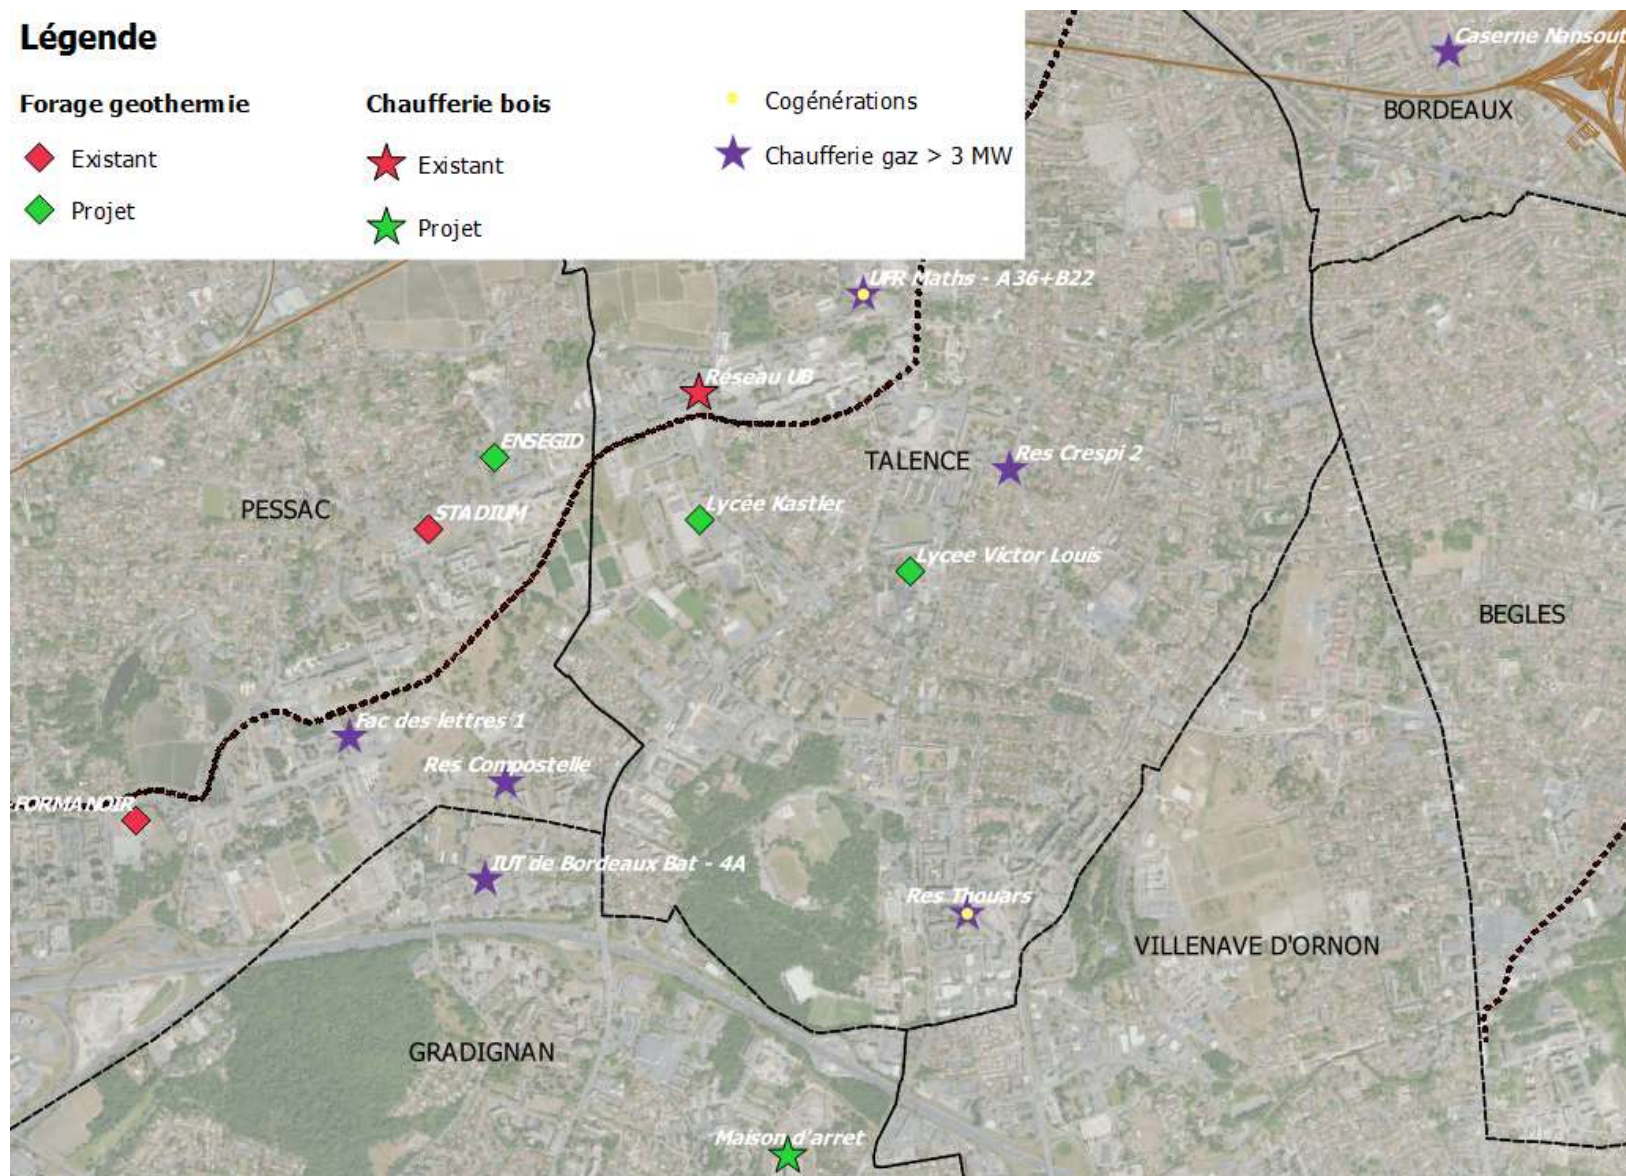 Légende
Forage geothermie
Existant
Projet
Chaufferie bois
Existant
Projet
Cogénérations
Chaufferie gaz > 3 MW
Caserne Nansout
BORDEAUX
UFR Maths - A36+B22
Réseau UB
ENSEGID
TALENCE
Res Crespi 2
PESSAC
STADIUM
Lycée Kastler
Lycee Victor Louis
BEGLES
Fac des lettres 1
Res Compostelle
FORMANOIR
IUT de Bordeaux Bat - 4A
Res Thouars
VILLENAVE D'ORNON
GRADIGNAN
Maison d'arret